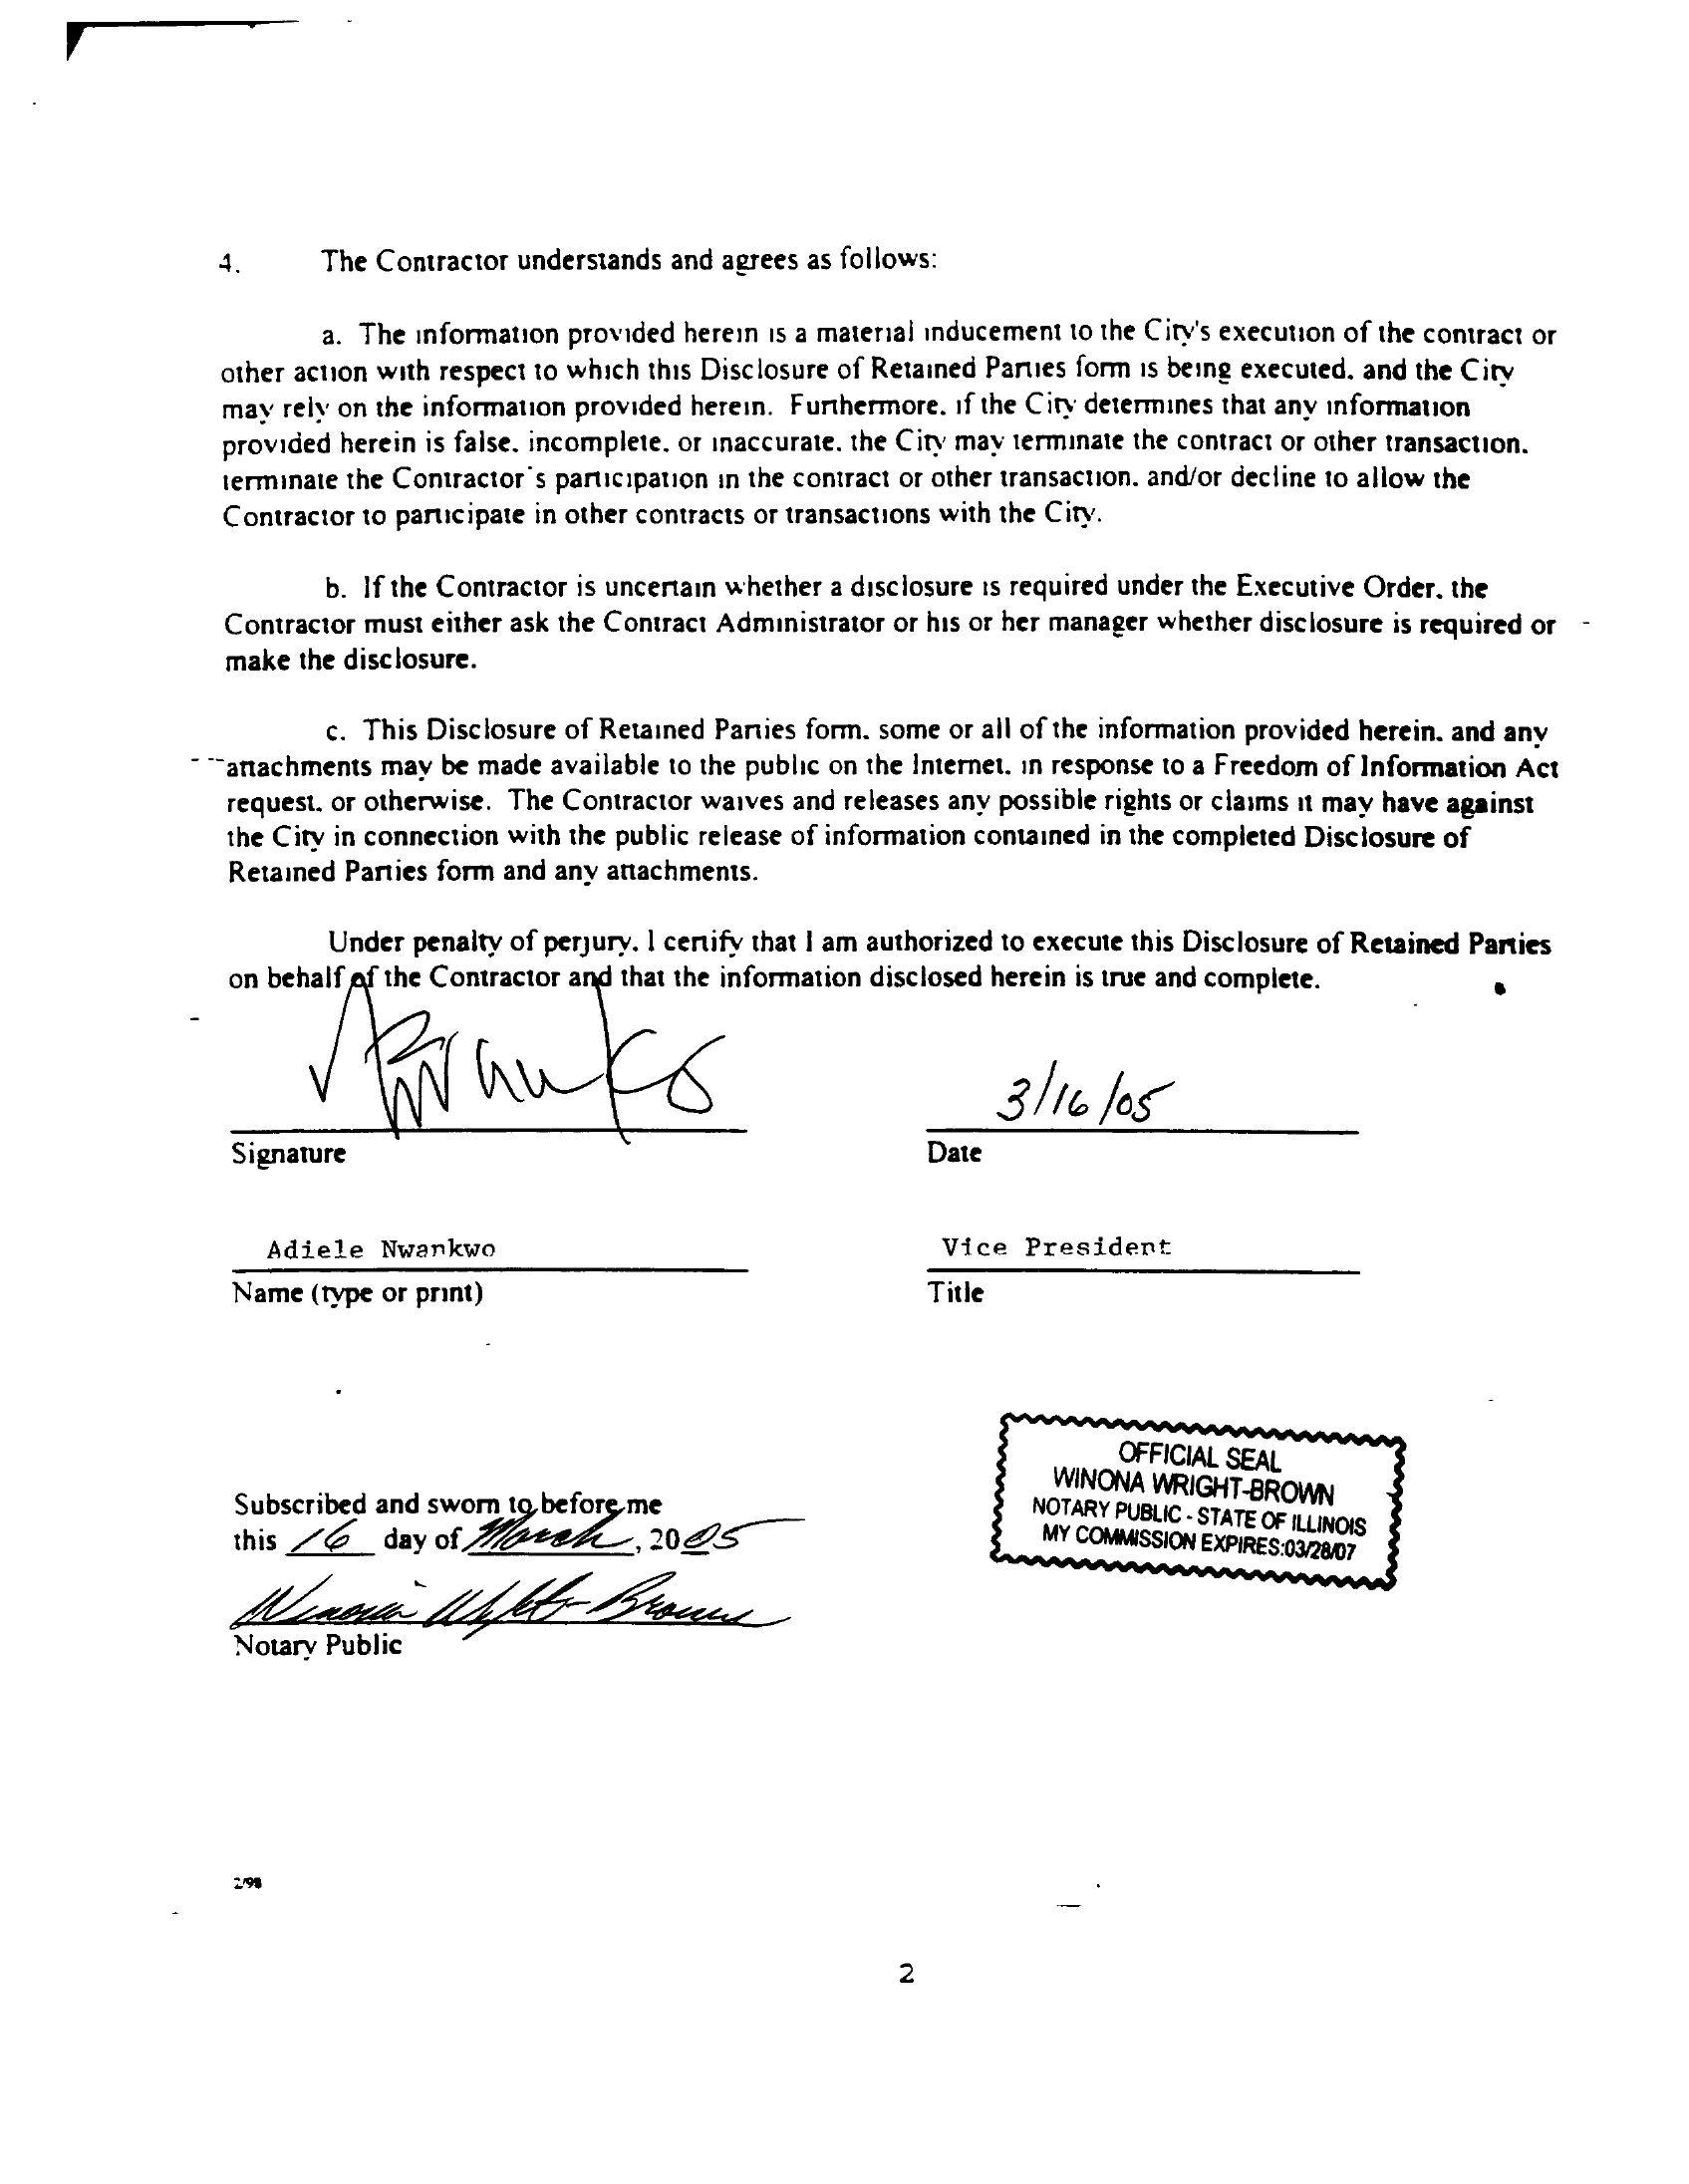 4. The Contractor understands and agrees as follows:
a. The information provided herein is a material inducement to the City's execution of the contract or
other action with respect to which this Disclosure of Retained Parties form is being executed, and the City
may rely on the information provided herein. Furthermore, if the City determines that any information
provided herein is false, incomplete, or inaccurate, the City may terminate the contract or other transaction,
terminate the Contractor's participation in the contract or other transaction, and/or decline to allow the
Contractor to participate in other contracts or transactions with the City.
b. If the Contractor is uncertain whether a disclosure is required under the Executive Order, the
Contractor must either ask the Contract Administrator or his or her manager whether disclosure is required or
make the disclosure.
c. This Disclosure of Retained Parties form, some or all of the information provided herein, and any
attachments may be made available to the public on the Internet, in response to a Freedom of Information Act
request, or otherwise. The Contractor waives and releases any possible rights or claims it may have against
the City in connection with the public release of information contained in the completed Disclosure of
Retained Parties form and any attachments.
Under penalty of perjury, I certify that I am authorized to execute this Disclosure of Retained Parties
on behalf of the Contractor and that the information disclosed herein is true and complete.
3/16/05
Signature Date
Adiele Nwankwo Vice President
Name (type or print) Title
OFFICIAL SEAL
WINONA WRIGHT-BROWN
NOTARY PUBLIC - STATE OF ILLINOIS
MY COMMISSION EXPIRES:03/28/07
Subscribed and sworn to before me
this 16 day of March, 2005
Winona Wright-Brown
Notary Public
2/98
2